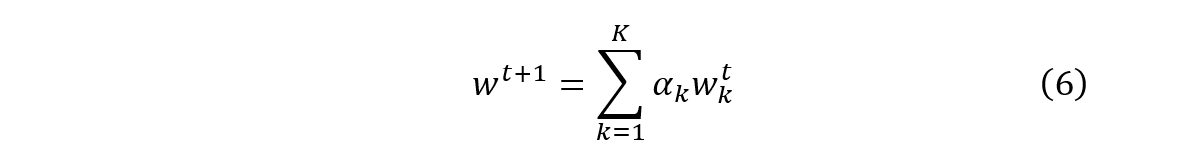 $w^{t+1} = \sum_{k=1}^{K} \alpha_k w_k^t$ (6)